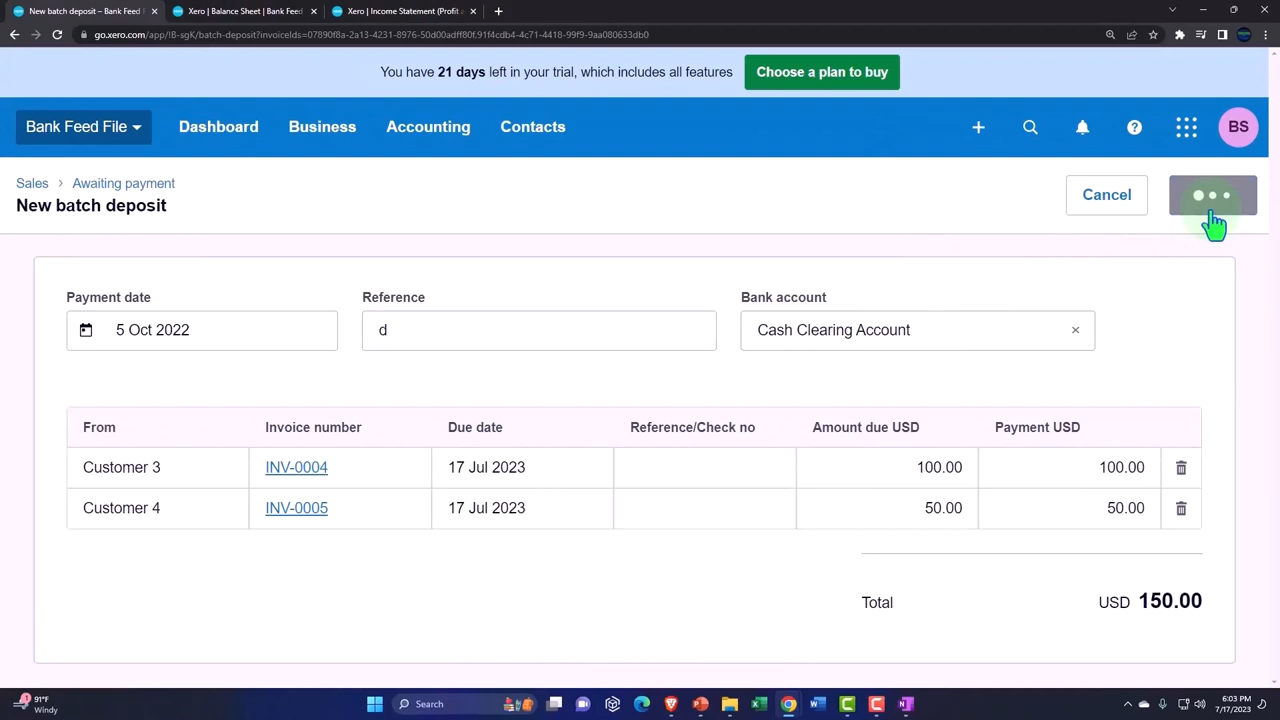 New batch deposit – Bank Feed F
Xero | Balance Sheet | Bank Feed
Xero | Income Statement (Profit a
go.xero.com/app/!B-sgK/batch-deposit?invoiceIds=07890f8a-2a13-4231-8976-50d00adff80f.91f4cdb4-4c71-4418-99f9-9aa080633db0
You have 21 days left in your trial, which includes all features
Choose a plan to buy
Bank Feed File
Dashboard
Business
Accounting
Contacts
BS
Sales > Awaiting payment
New batch deposit
Cancel
Payment date
Reference
Bank account
5 Oct 2022
d
Cash Clearing Account
From Invoice number Due date Reference/Check no Amount due USD Payment USD
Customer 3 INV-0004 17 Jul 2023 100.00 100.00
Customer 4 INV-0005 17 Jul 2023 50.00 50.00
Total USD 150.00
1
91°F
Windy
Search
6:03 PM
7/17/2023